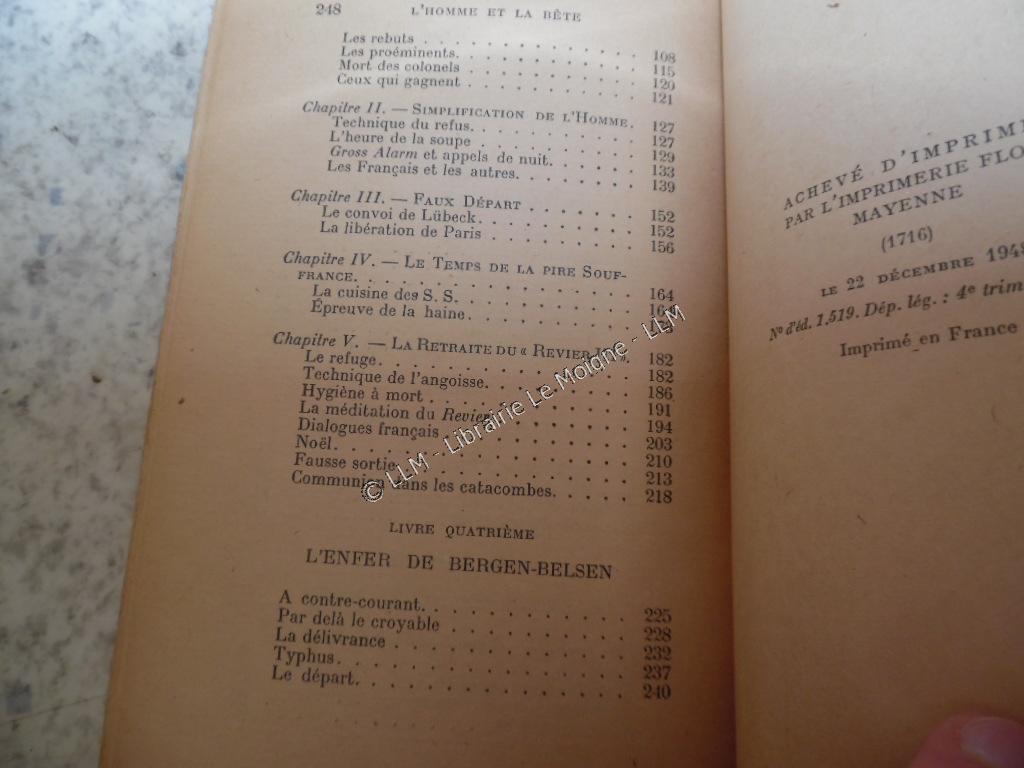 248 L'HOMME ET LA BÊTE
Les rebuts . . . . . . . . . . . . . 108
Les proéminents. . . . . . . . . . . 115
Mort des colonels . . . . . . . . . . 120
Ceux qui gagnent . . . . . . . . . . 121
Chapitre II. — SIMPLIFICATION DE L'HOMME. 127
Technique du refus. . . . . . . . . . 127
L'heure de la soupe . . . . . . . . . 129
Gross Alarm et appels de nuit. . . . . 133
Les Français et les autres. . . . . . . 139
Chapitre III. — FAUX DÉPART . . . . . . 152
Le convoi de Lübeck. . . . . . . . . 152
La libération de Paris . . . . . . . . 156
Chapitre IV. — LE TEMPS DE LA PIRE SOUF-
FRANCE. . . . . . . . . . . . . . . 164
La cuisine des S. S. . . . . . . . . .
Épreuve de la haine. . . . . . . . .
Chapitre V. — LA RETRAITE DU « REVIER 182
Le refuge. . . . . . . . . . . . . . 182
Technique de l'angoisse. . . . . . . . 186
Hygiène à mort . . . . . . . . . . . 191
La méditation du Revier . . . . . . . 194
Dialogues français . . . . . . . . . . 203
Noël. . . . . . . . . . . . . . . . 210
Fausse sortie . . . . . . . . . . . . 213
Communion dans les catacombes. . . . . 218
LIVRE QUATRIÈME
L'ENFER DE BERGEN-BELSEN
A contre-courant. . . . . . . . . . . 225
Par delà le croyable . . . . . . . . . 228
La délivrance . . . . . . . . . . . . 232
Typhus. . . . . . . . . . . . . . . 237
Le départ. . . . . . . . . . . . . . 240
ACHEVÉ D'IMPRIME
PAR L'IMPRIMERIE FLO
MAYENNE
(1716)
LE 22 DÉCEMBRE 1948
No d'éd. 1.519. Dép. lég. : 4e trim
Imprimé en France
© LLM - Librairie Le Moigne - LLM